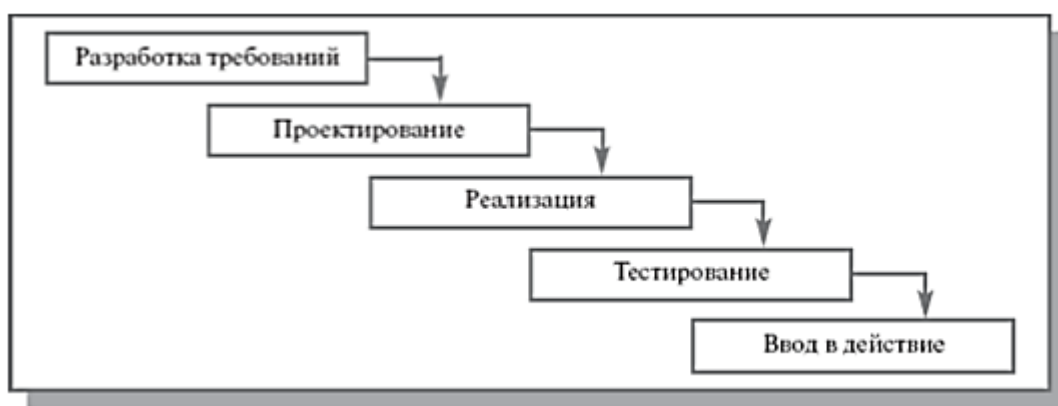 Разработка требований
Проектирование
Реализация
Тестирование
Ввод в действие